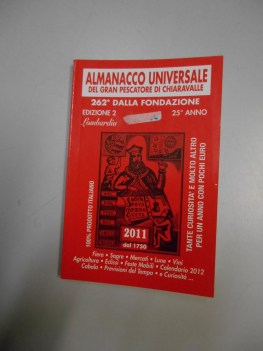 ALMANACCO UNIVERSALE
DEL GRAN PESCATORE DI CHIARAVALLE
262° DALLA FONDAZIONE
EDIZIONE 2
25° ANNO
Lombardia
100% PRODOTTO ITALIANO
TANTE CURIOSITA' E MOLTO ALTRO
PER UN ANNO CON POCHI EURO
2011
dal 1750
Fiere • Sagre • Mercati • Luna • Vini
Agricoltura • Eclissi • Feste Mobili • Calendario 2012
Cabala • Previsioni del Tempo • e Curiosità ...